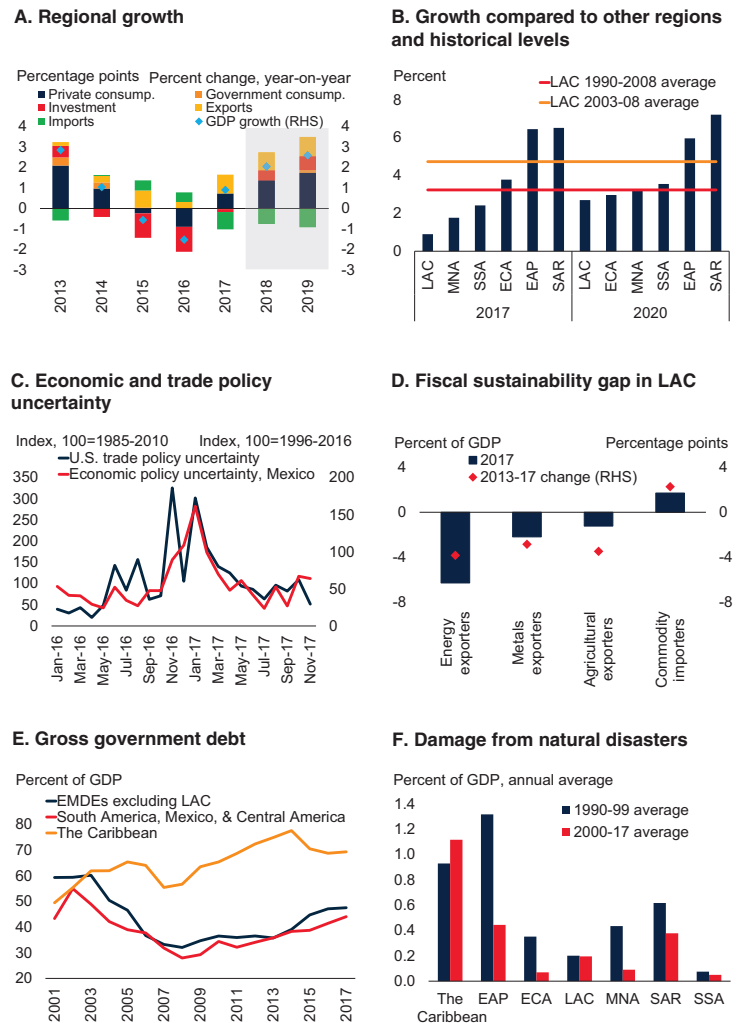 A. Regional growth
Percentage points Percent change, year-on-year
Private consump. Government consump.
Investment Exports
Imports GDP growth (RHS)
4 4
3 3
2 2
1 1
0 0
-1 -1
-2 -2
-3 -3
2013 2014 2015 2016 2017 2018 2019
B. Growth compared to other regions
and historical levels
Percent
LAC 1990-2008 average
LAC 2003-08 average
8
6
4
2
0
LAC MNA SSA ECA EAP SAR LAC ECA MNA SSA EAP SAR
2017 2020
C. Economic and trade policy
uncertainty
Index, 100=1985-2010 Index, 100=1996-2016
U.S. trade policy uncertainty
Economic policy uncertainty, Mexico
350 200
300
250 150
200
150 100
100 50
50
0 0
Jan-16 Mar-16 May-16 Jul-16 Sep-16 Nov-16 Jan-17 Mar-17 May-17 Jul-17 Sep-17 Nov-17
D. Fiscal sustainability gap in LAC
Percent of GDP Percentage points
2017
2013-17 change (RHS)
4 4
0 0
-4 -4
-8 -8
Energy
exporters
Metals
exporters
Agricultural
exporters
Commodity
importers
E. Gross government debt
Percent of GDP
EMDEs excluding LAC
South America, Mexico, & Central America
The Caribbean
80
70
60
50
40
30
20
2001 2003 2005 2007 2009 2011 2013 2015 2017
F. Damage from natural disasters
Percent of GDP, annual average
1990-99 average
2000-17 average
1.4
1.2
1.0
0.8
0.6
0.4
0.2
0.0
The EAP ECA LAC MNA SAR SSA
Caribbean